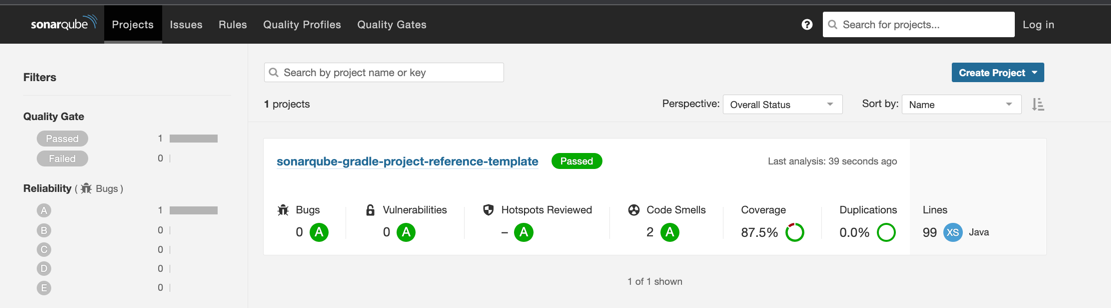 sonarqube Projects Issues Rules Quality Profiles Quality Gates ? Search for projects... Log in
Filters
Quality Gate
Passed 1
Failed 0
Reliability ( Bugs )
A 1
B 0
C 0
D 0
E 0
Search by project name or key Create Project
1 projects Perspective: Overall Status Sort by: Name
sonarqube-gradle-project-reference-template Passed Last analysis: 39 seconds ago
Bugs Vulnerabilities Hotspots Reviewed Code Smells Coverage Duplications Lines
0 A 0 A – A 2 A 87.5% 0.0% 99 XS Java
1 of 1 shown